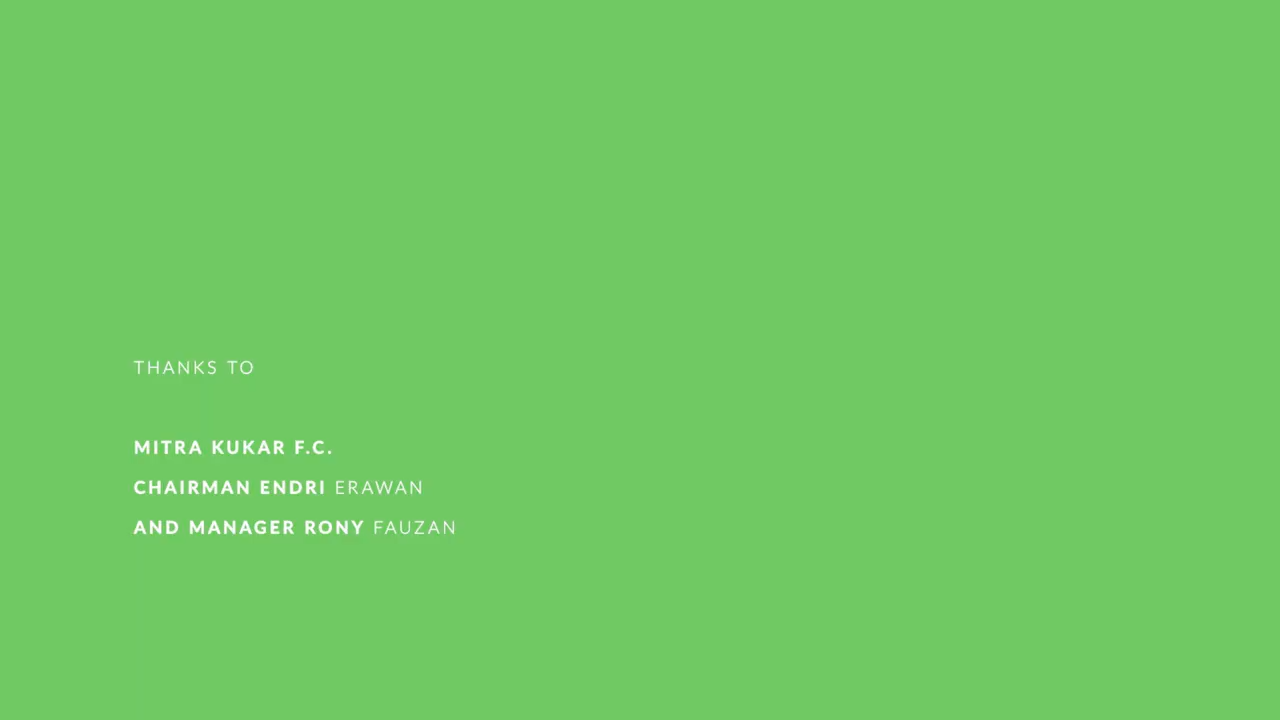 THANKS TO
MITRA KUKAR F.C.
CHAIRMAN ENDRI ERAWAN
AND MANAGER RONY FAUZAN